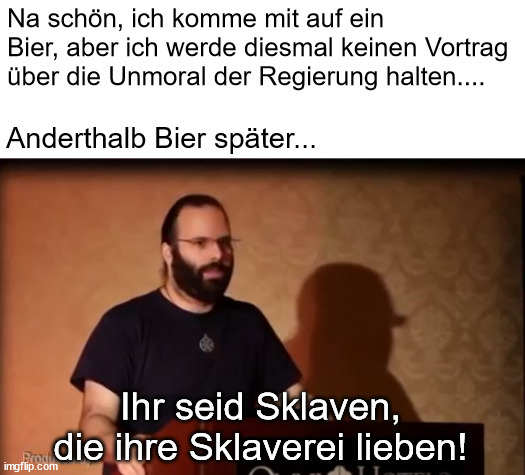 Na schön, ich komme mit auf ein
Bier, aber ich werde diesmal keinen Vortrag
über die Unmoral der Regierung halten....
Anderthalb Bier später...
Ihr seid Sklaven,
die ihre Sklaverei lieben!
imgflip.com